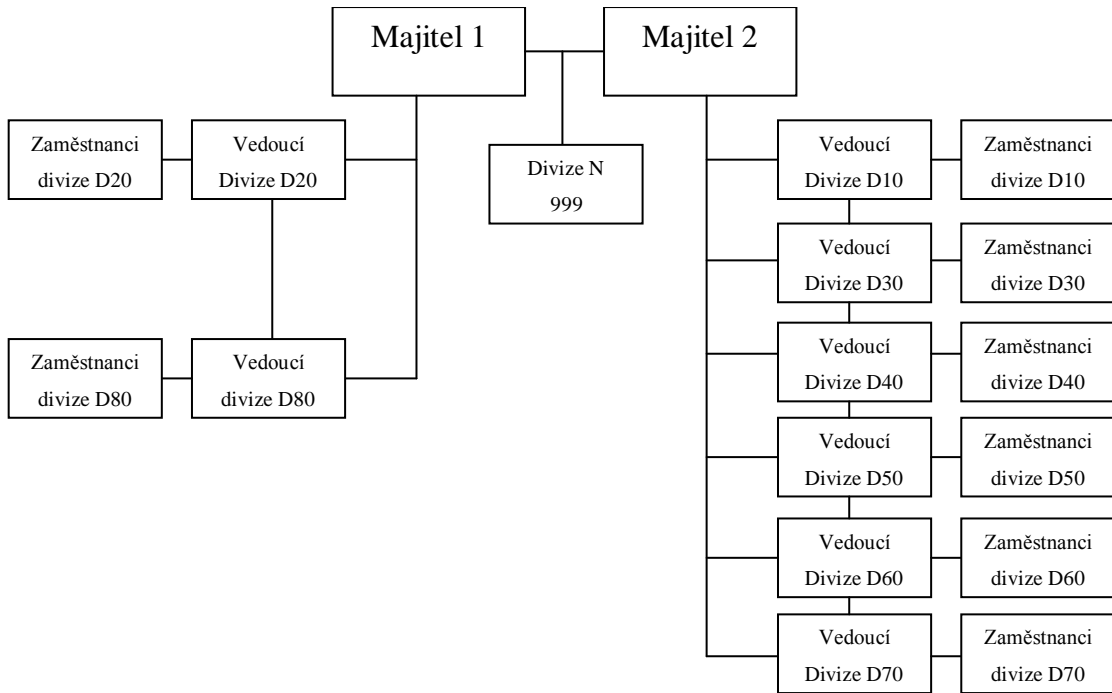 Majitel 1
Majitel 2
Divize N
999
Zaměstnanci
divize D20
Vedoucí
Divize D20
Zaměstnanci
divize D80
Vedoucí
divize D80
Vedoucí
Divize D10
Zaměstnanci
divize D10
Vedoucí
Divize D30
Zaměstnanci
divize D30
Vedoucí
Divize D40
Zaměstnanci
divize D40
Vedoucí
Divize D50
Zaměstnanci
divize D50
Vedoucí
Divize D60
Zaměstnanci
divize D60
Vedoucí
Divize D70
Zaměstnanci
divize D70